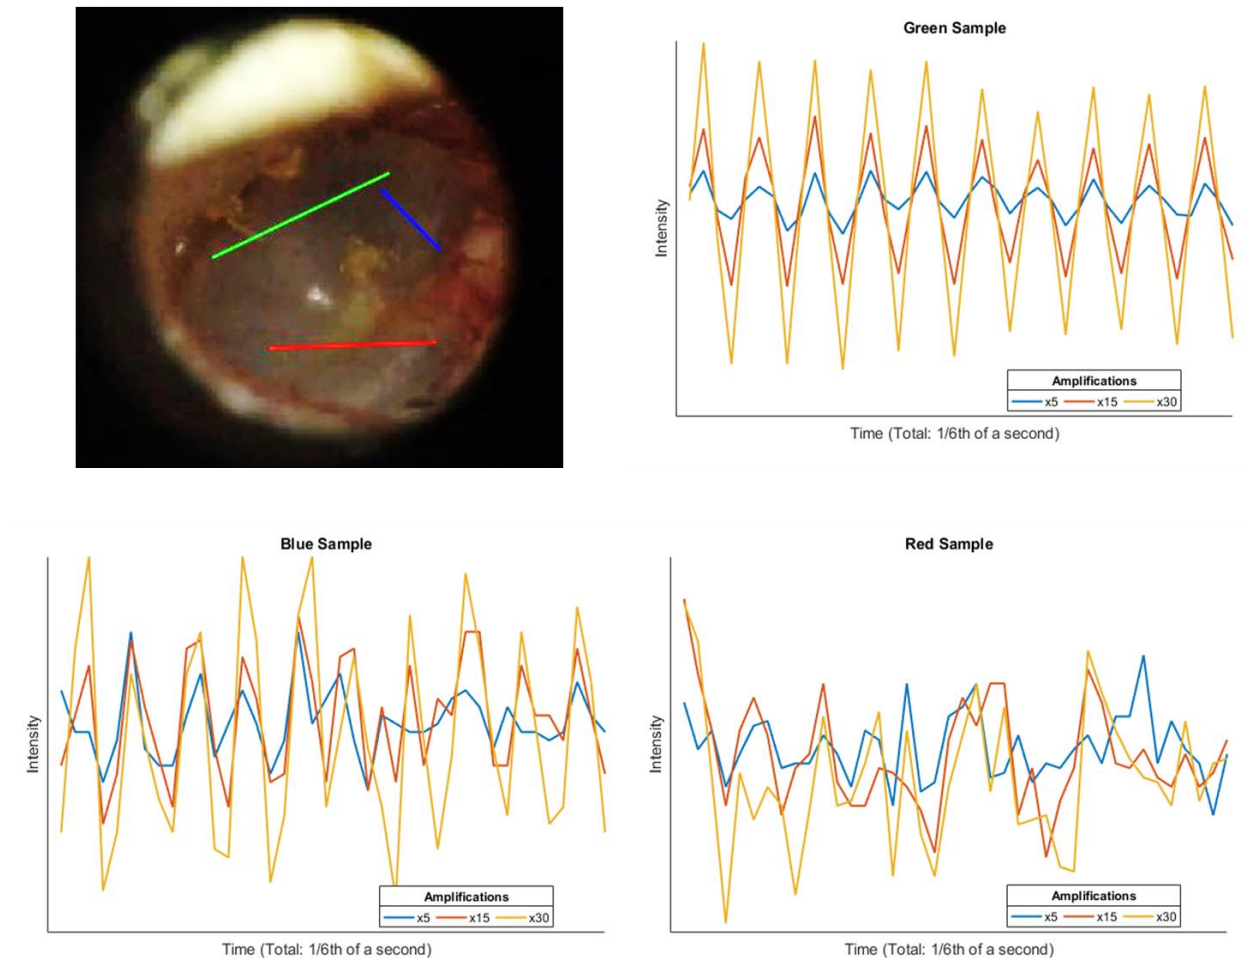 Green Sample
Intensity
Amplifications
x5 x15 x30
Time (Total: 1/6th of a second)
Blue Sample
Intensity
Amplifications
x5 x15 x30
Time (Total: 1/6th of a second)
Red Sample
Intensity
Amplifications
x5 x15 x30
Time (Total: 1/6th of a second)